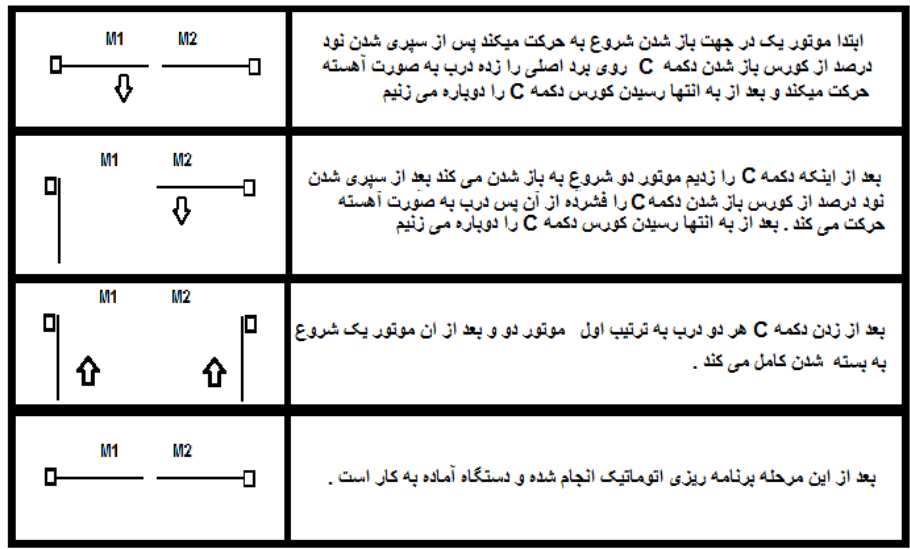 M1 M2
ابتدا موتور یک در جهت باز شدن شروع به حرکت میکند پس از سپری شدن نود
درصد از کورس باز شدن دکمه C روی برد اصلی را زده درب به صورت آهسته
حرکت میکند و بعد از به انتها رسیدن کورس دکمه C را دوباره می زنیم
M1 M2
بعد از اینکه دکمه C را زدیم موتور دو شروع به باز شدن می کند بعد از سپری شدن
نود درصد از کورس باز شدن دکمه C را فشرده از آن پس درب به صورت آهسته
حرکت می کند . بعد از به انتها رسیدن کورس دکمه C را دوباره می زنیم
M1 M2
بعد از زدن دکمه C هر دو درب به ترتیب اول موتور دو و بعد از ان موتور یک شروع
به بسته شدن کامل می کند .
M1 M2
بعد از این مرحله برنامه ریزی اتوماتیک انجام شده و دستگاه آماده به کار است .